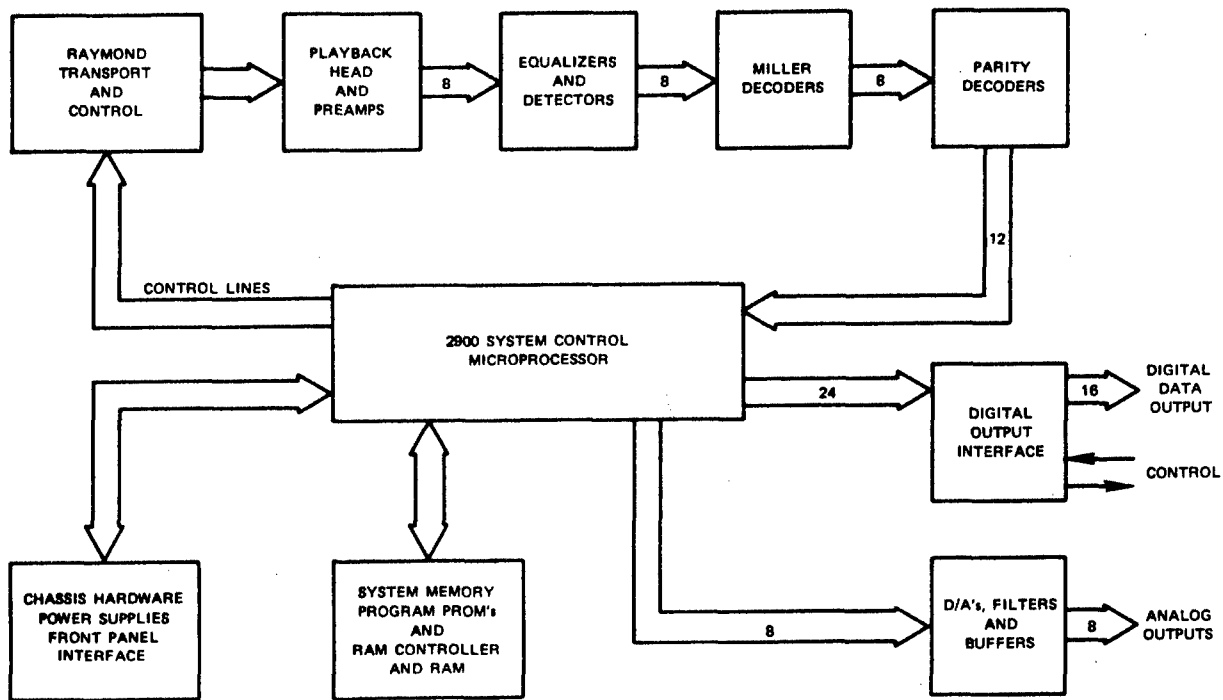 RAYMOND
TRANSPORT
AND
CONTROL
PLAYBACK
HEAD
AND
PREAMPS
8
EQUALIZERS
AND
DETECTORS
8
MILLER
DECODERS
8
PARITY
DECODERS
12
CONTROL LINES
2900 SYSTEM CONTROL
MICROPROCESSOR
24
DIGITAL
OUTPUT
INTERFACE
16
DIGITAL
DATA
OUTPUT
CONTROL
CHASSIS HARDWARE
POWER SUPPLIES
FRONT PANEL
INTERFACE
SYSTEM MEMORY
PROGRAM PROM's
AND
RAM CONTROLLER
AND RAM
8
D/A's, FILTERS
AND
BUFFERS
8
ANALOG
OUTPUTS